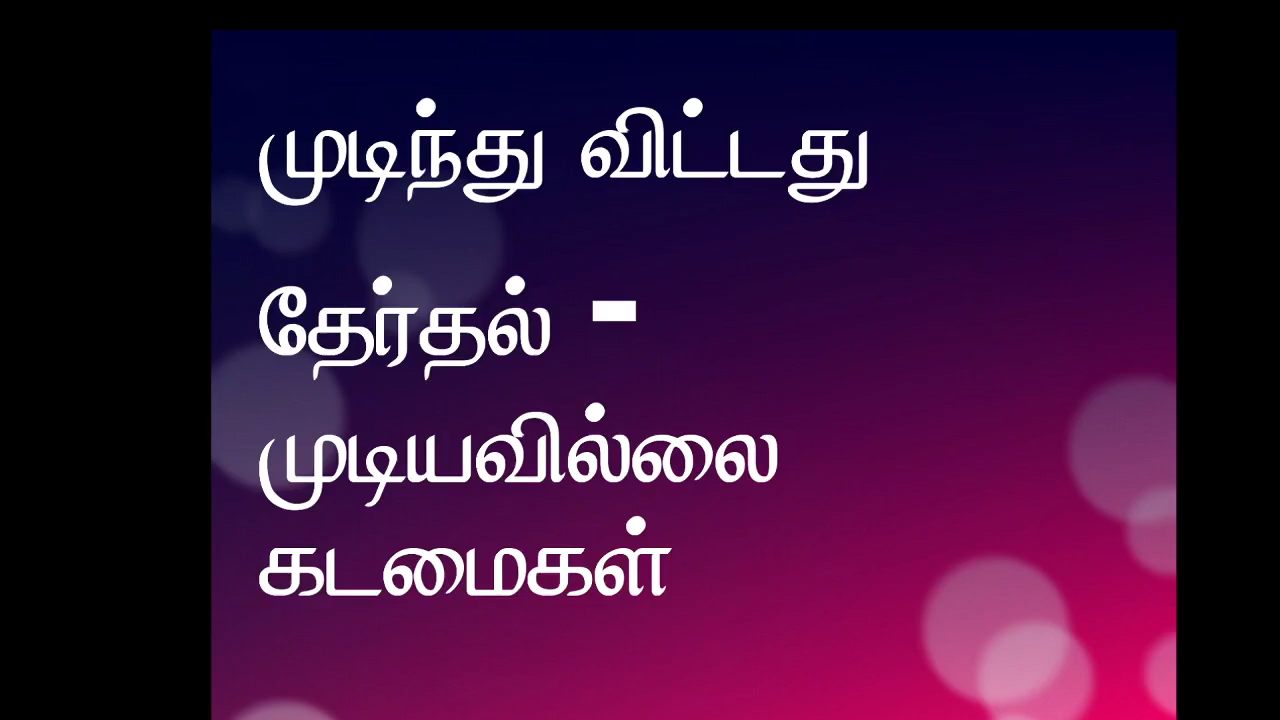 முடிந்து விட்டது
தேர்தல் -
முடியவில்லை
கடமைகள்